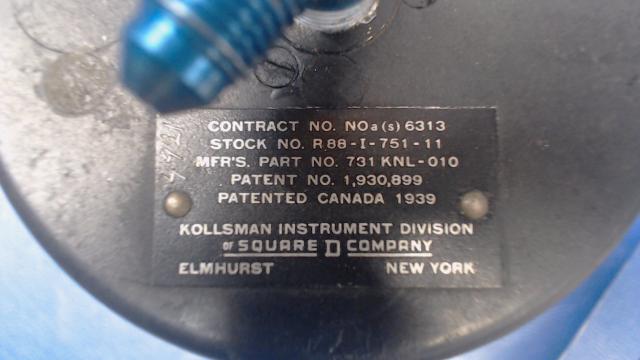 CONTRACT NO. NOa(s) 6313
STOCK NO. R88-I-751-11
MFR'S. PART NO. 731 KNL-010
PATENT NO. 1,930,899
PATENTED CANADA 1939
KOLLSMAN INSTRUMENT DIVISION
OF SQUARE D COMPANY
ELMHURST NEW YORK